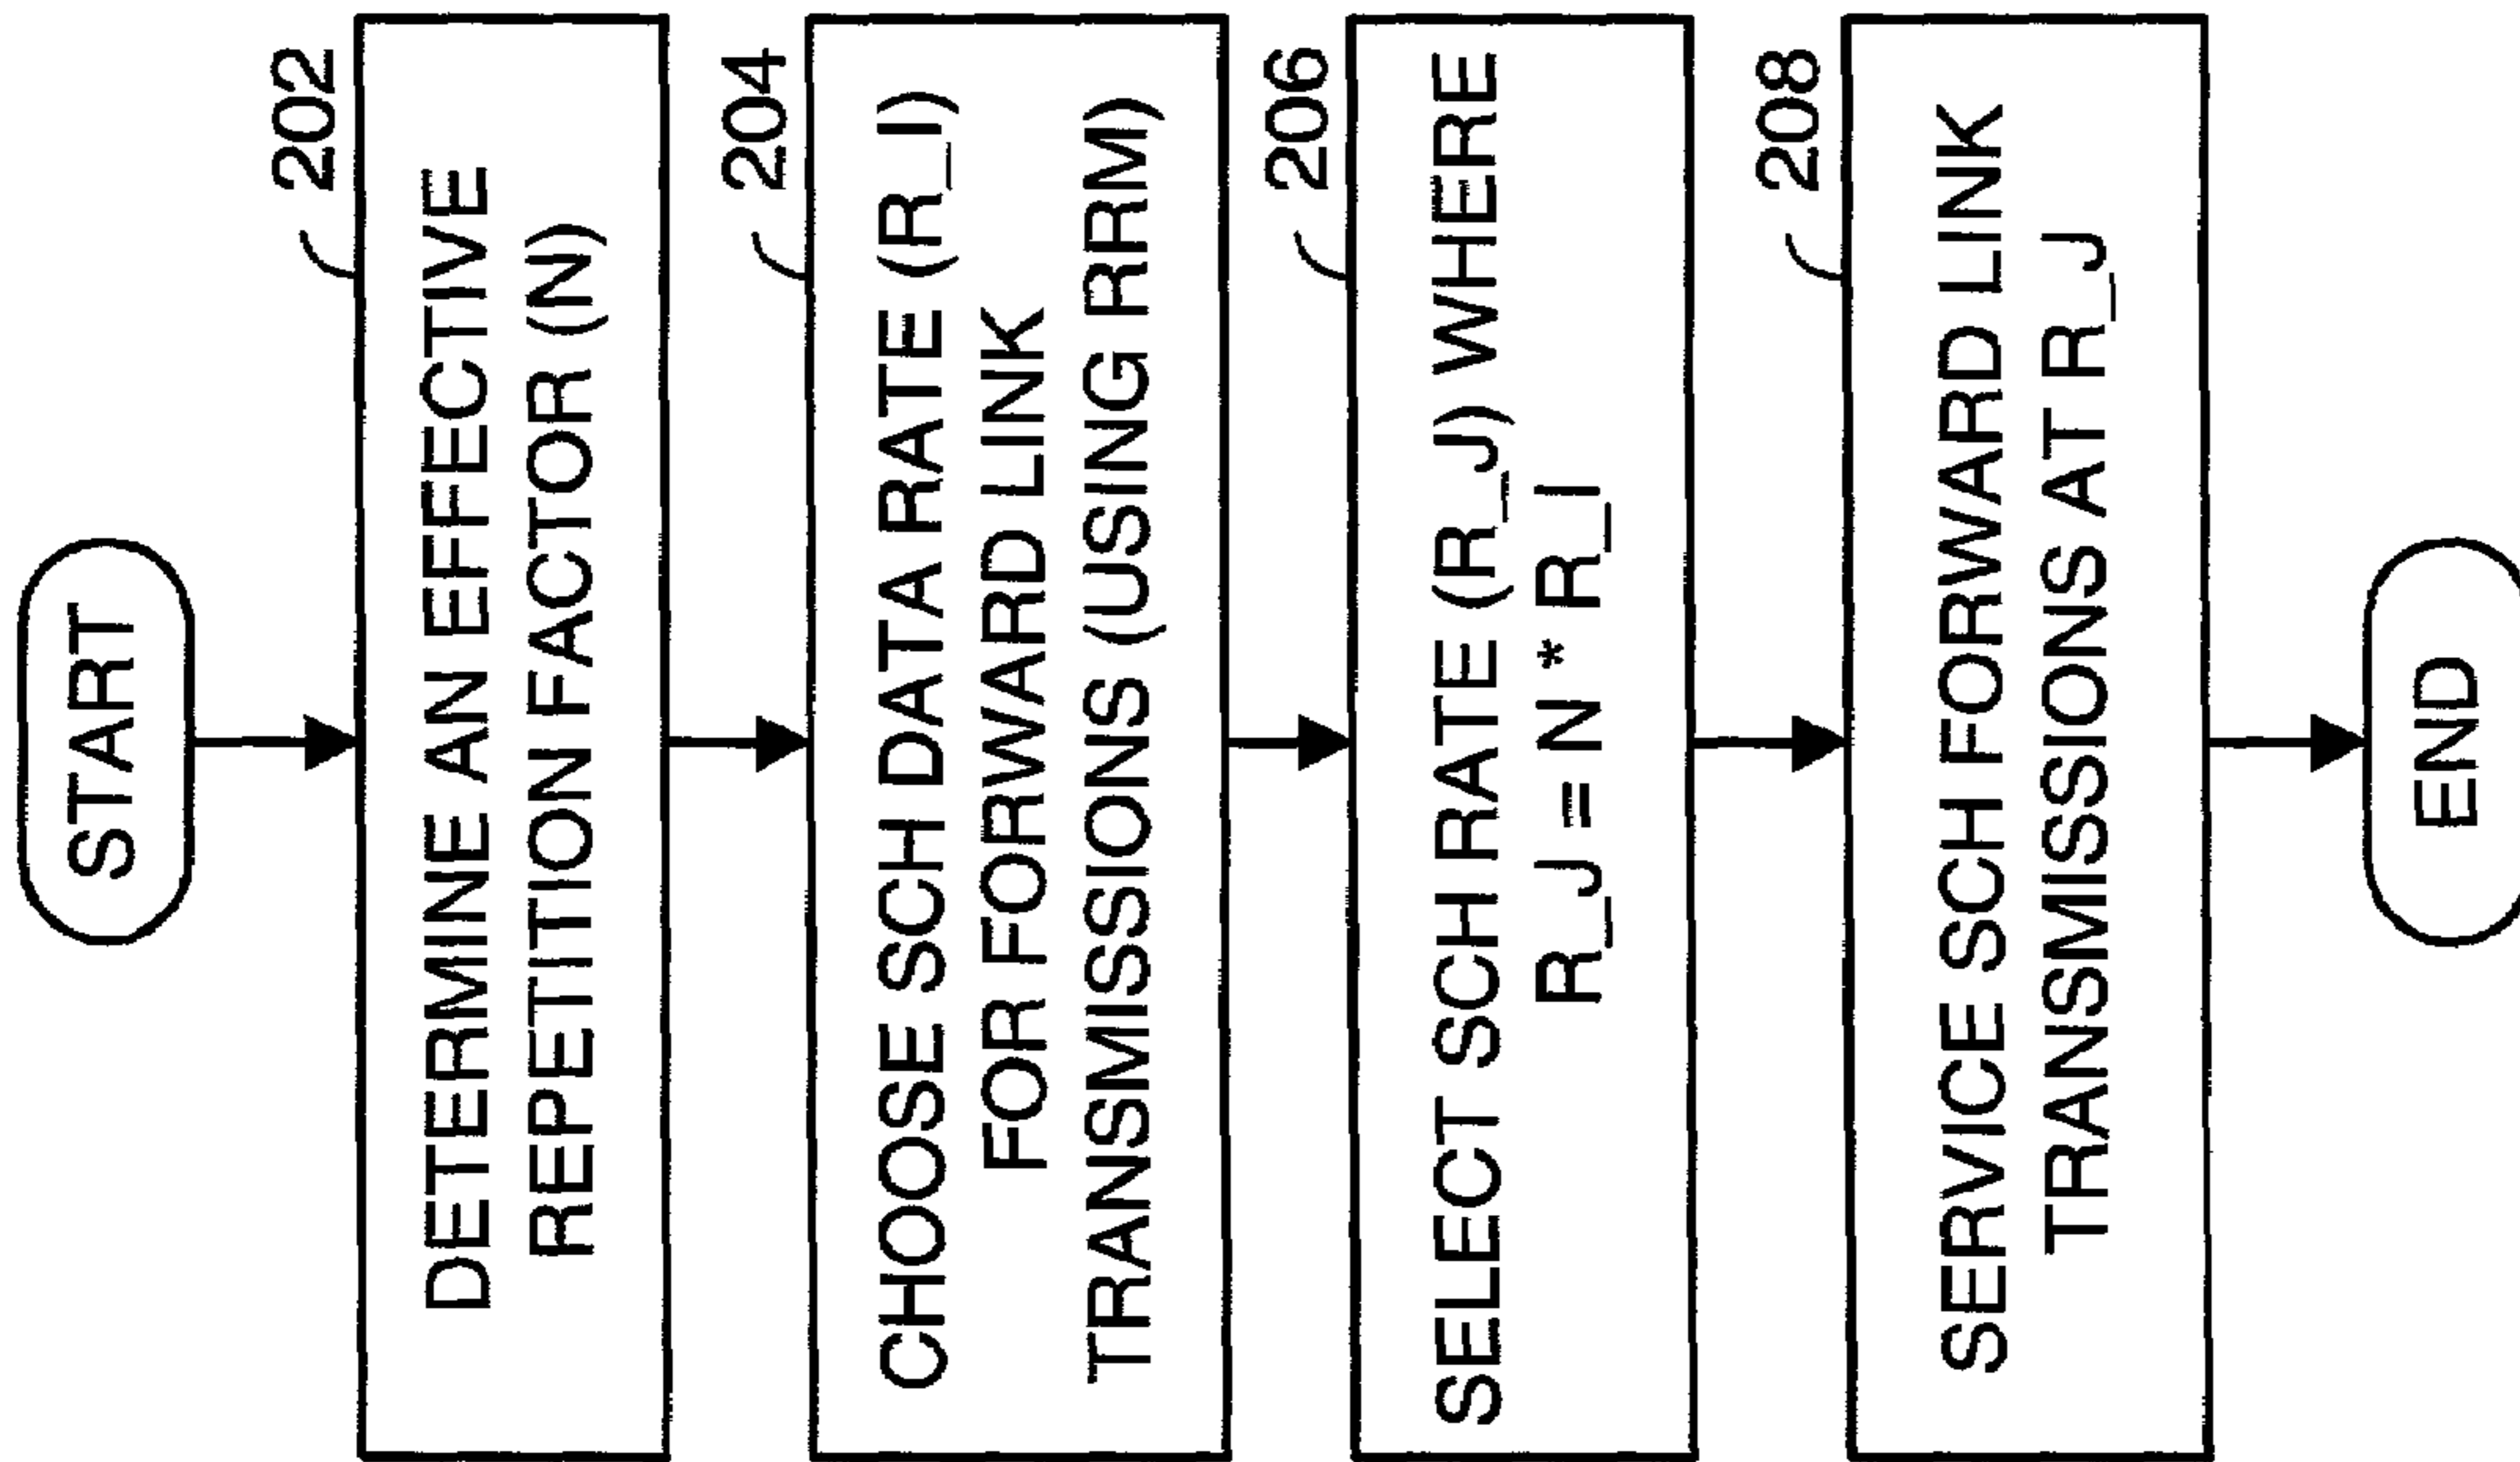 START
202
DETERMINE AN EFFECTIVE
REPETITION FACTOR (N)
204
CHOOSE SCH DATA RATE (R_I)
FOR FORWARD LINK
TRANSMISSIONS (USING RRM)
206
SELECT SCH RATE (R_J) WHERE
R_J = N * R_I
208
SERVICE SCH FORWARD LINK
TRANSMISSIONS AT R_J
END